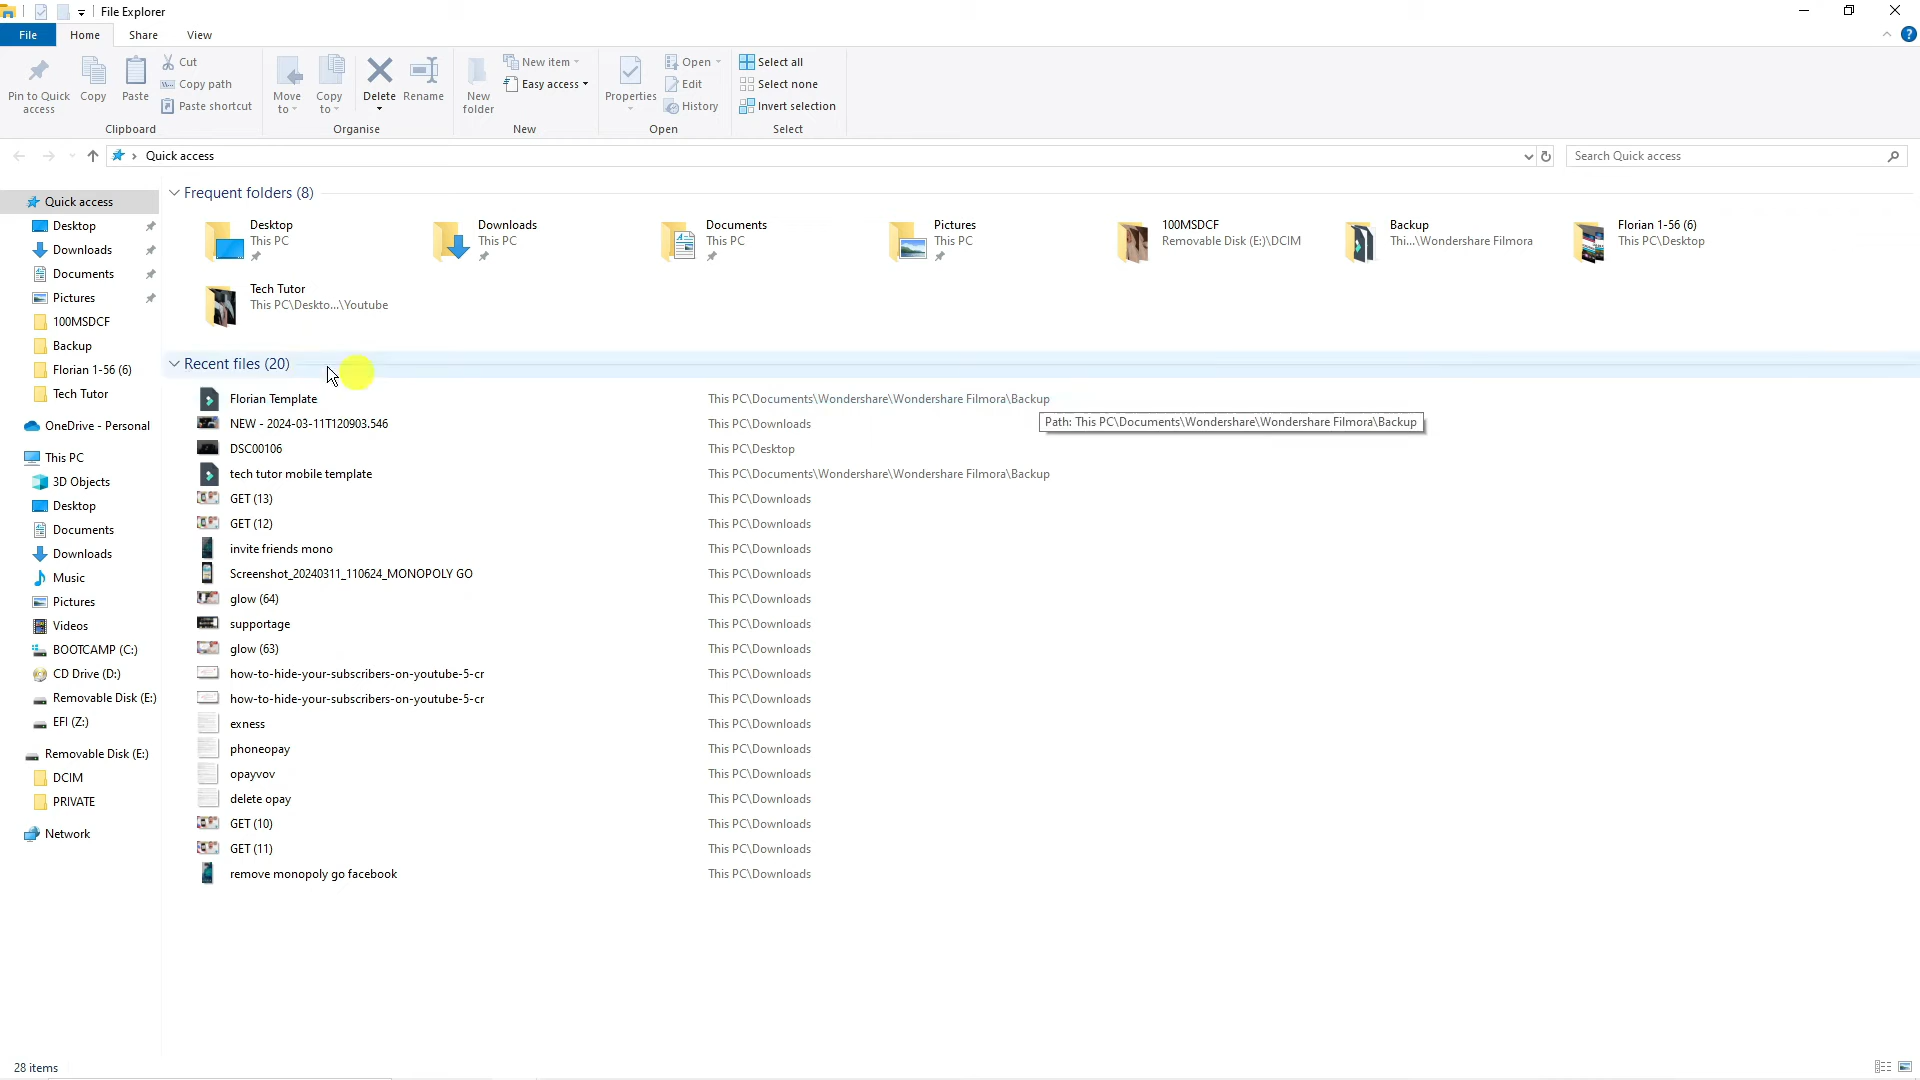 File Explorer
File Home Share View
Pin to Quick access
Copy
Paste
Cut
Copy path
Paste shortcut
Clipboard
Move to
Copy to
Delete
Rename
Organise
New folder
New item
Easy access
New
Properties
Open
Edit
History
Open
Select all
Select none
Invert selection
Select
Quick access
Search Quick access
Quick access
Desktop
Downloads
Documents
Pictures
100MSDCF
Backup
Florian 1-56 (6)
Tech Tutor
OneDrive - Personal
This PC
3D Objects
Desktop
Documents
Downloads
Music
Pictures
Videos
BOOTCAMP (C:)
CD Drive (D:)
Removable Disk (E:)
EFI (Z:)
Removable Disk (E:)
DCIM
PRIVATE
Network
Frequent folders (8)
Desktop
This PC
Downloads
This PC
Documents
This PC
Pictures
This PC
100MSDCF
Removable Disk (E:)\DCIM
Backup
Thi...\Wondershare Filmora
Florian 1-56 (6)
This PC\Desktop
Tech Tutor
This PC\Deskto...\Youtube
Recent files (20)
Florian Template This PC\Documents\Wondershare\Wondershare Filmora\Backup
NEW - 2024-03-11T120903.546 This PC\Downloads
Path: This PC\Documents\Wondershare\Wondershare Filmora\Backup
DSC00106 This PC\Desktop
tech tutor mobile template This PC\Documents\Wondershare\Wondershare Filmora\Backup
GET (13) This PC\Downloads
GET (12) This PC\Downloads
invite friends mono This PC\Downloads
Screenshot_20240311_110624_MONOPOLY GO This PC\Downloads
glow (64) This PC\Downloads
supportage This PC\Downloads
glow (63) This PC\Downloads
how-to-hide-your-subscribers-on-youtube-5-cr This PC\Downloads
how-to-hide-your-subscribers-on-youtube-5-cr This PC\Downloads
exness This PC\Downloads
phoneopay This PC\Downloads
opayvov This PC\Downloads
delete opay This PC\Downloads
GET (10) This PC\Downloads
GET (11) This PC\Downloads
remove monopoly go facebook This PC\Downloads
28 items